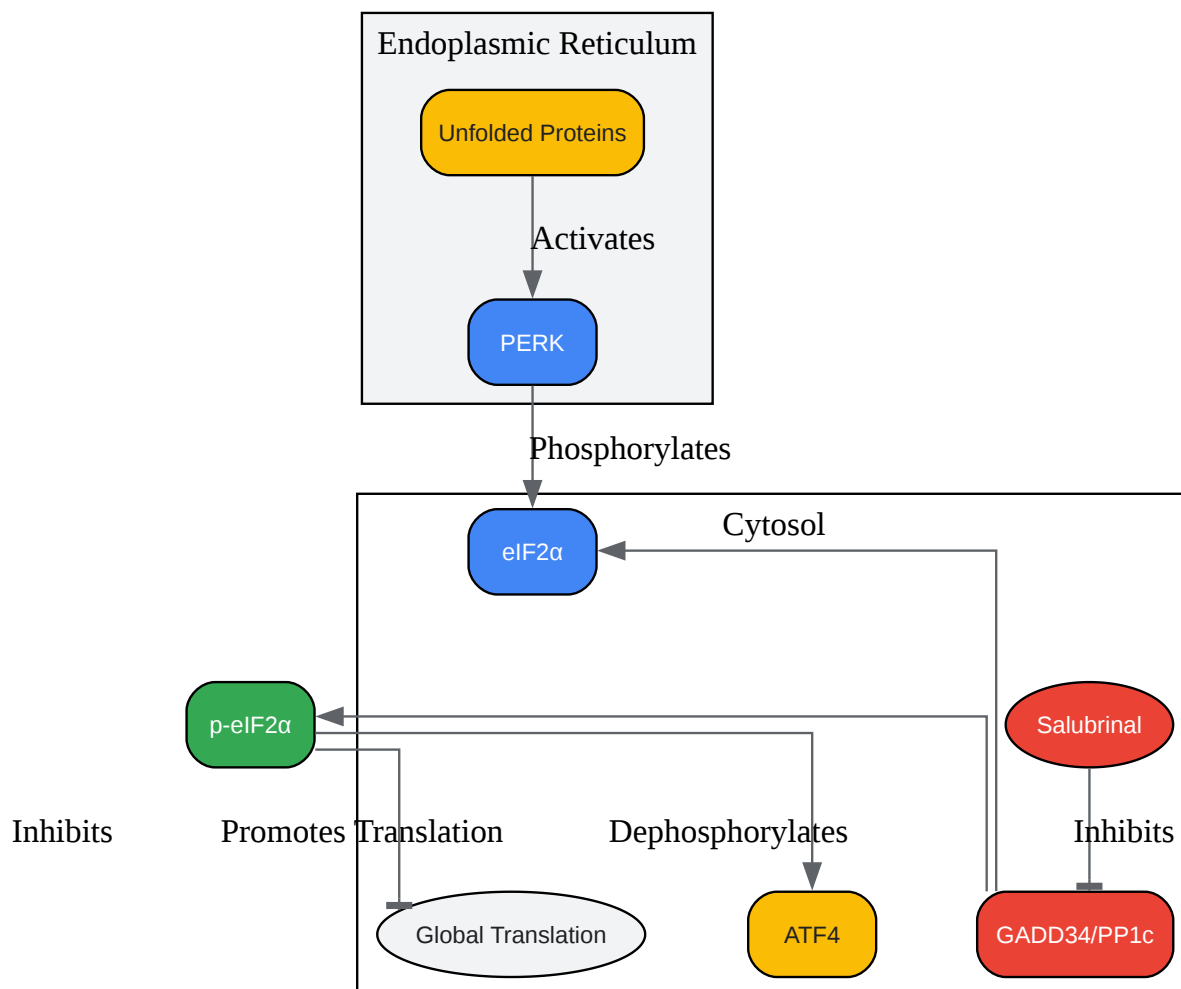 Endoplasmic Reticulum
Unfolded Proteins
Activates
PERK
Phosphorylates
Cytosol
eIF2α
p-eIF2α
Salubrinal
Inhibits
Promotes Translation
Dephosphorylates
Inhibits
Global Translation
ATF4
GADD34/PP1c